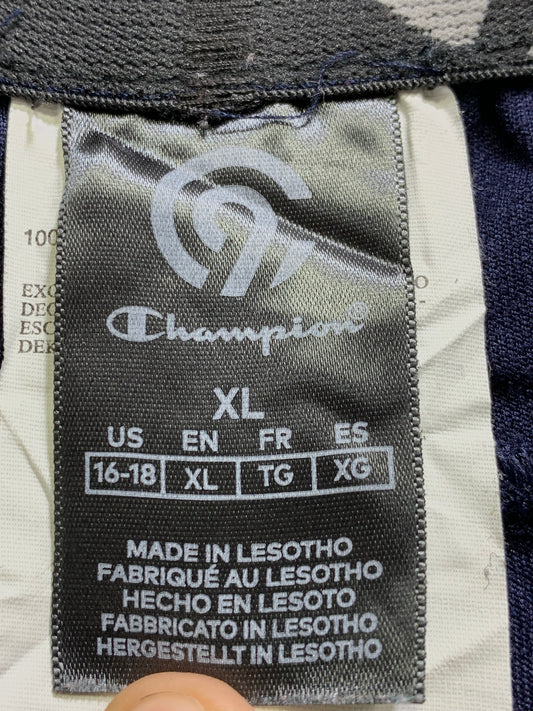 Champion
XL
US EN FR ES
16-18 XL TG XG
MADE IN LESOTHO
FABRIQUÉ AU LESOTHO
HECHO EN LESOTO
FABBRICATO IN LESOTHO
HERGESTELLT IN LESOTHO
100